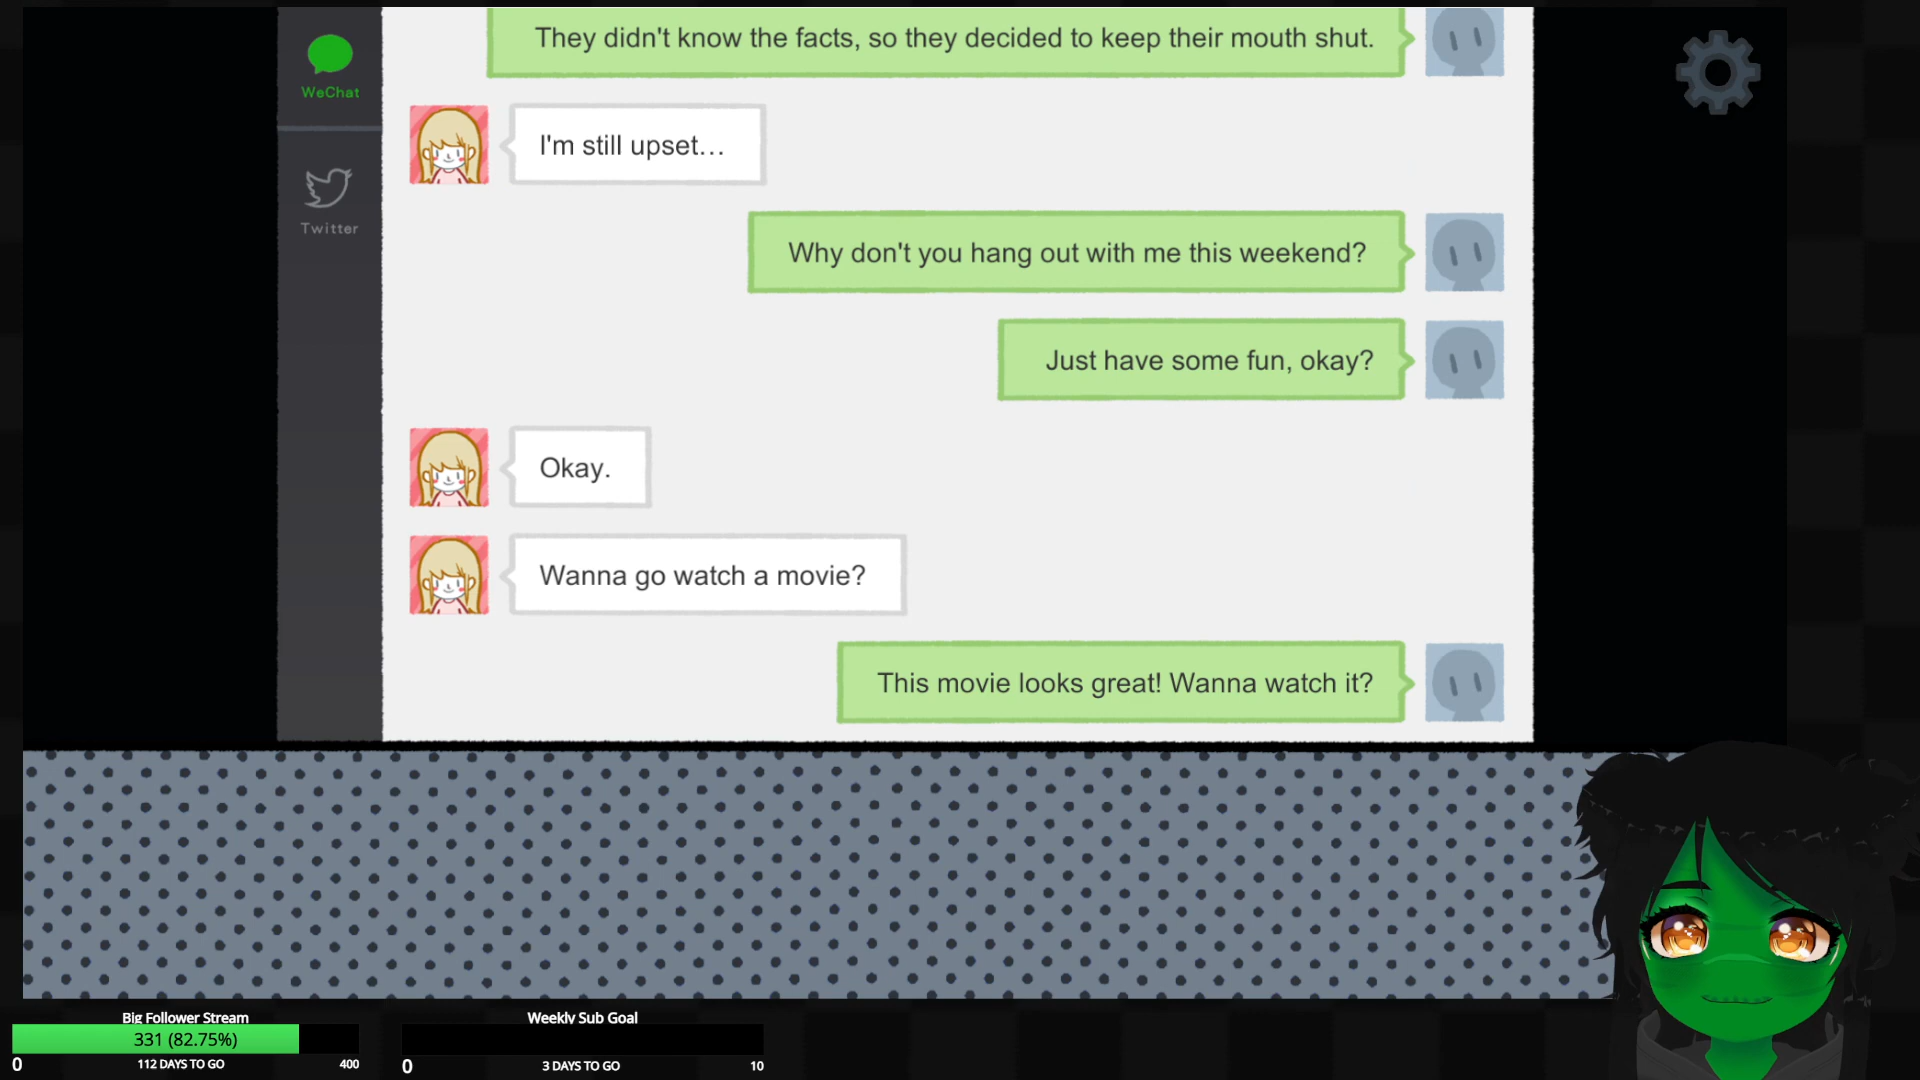 They didn't know the facts, so they decided to keep their mouth shut.
WeChat
I'm still upset...
Twitter
Why don't you hang out with me this weekend?
Just have some fun, okay?
Okay.
Wanna go watch a movie?
This movie looks great! Wanna watch it?
Big Follower Stream
331 (82.75%)
0
112 DAYS TO GO
400
Weekly Sub Goal
0
3 DAYS TO GO
10